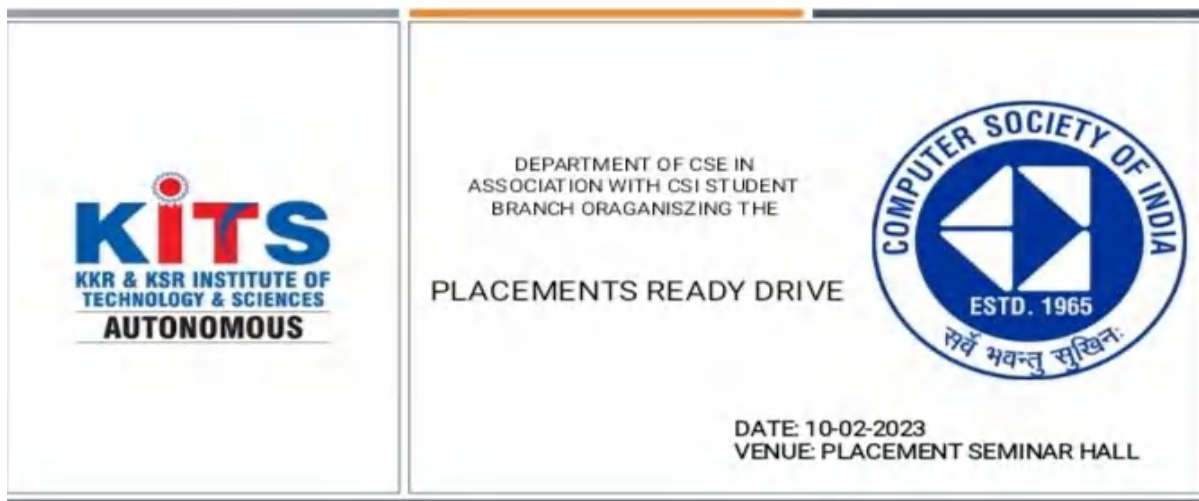 KiTS
KKR & KSR INSTITUTE OF
TECHNOLOGY & SCIENCES
AUTONOMOUS
DEPARTMENT OF CSE IN
ASSOCIATION WITH CSI STUDENT
BRANCH ORAGANISZING THE
PLACEMENTS READY DRIVE
COMPUTER SOCIETY OF INDIA
ESTD. 1965
सर्वे भवन्तु सुखिनः
DATE: 10-02-2023
VENUE: PLACEMENT SEMINAR HALL